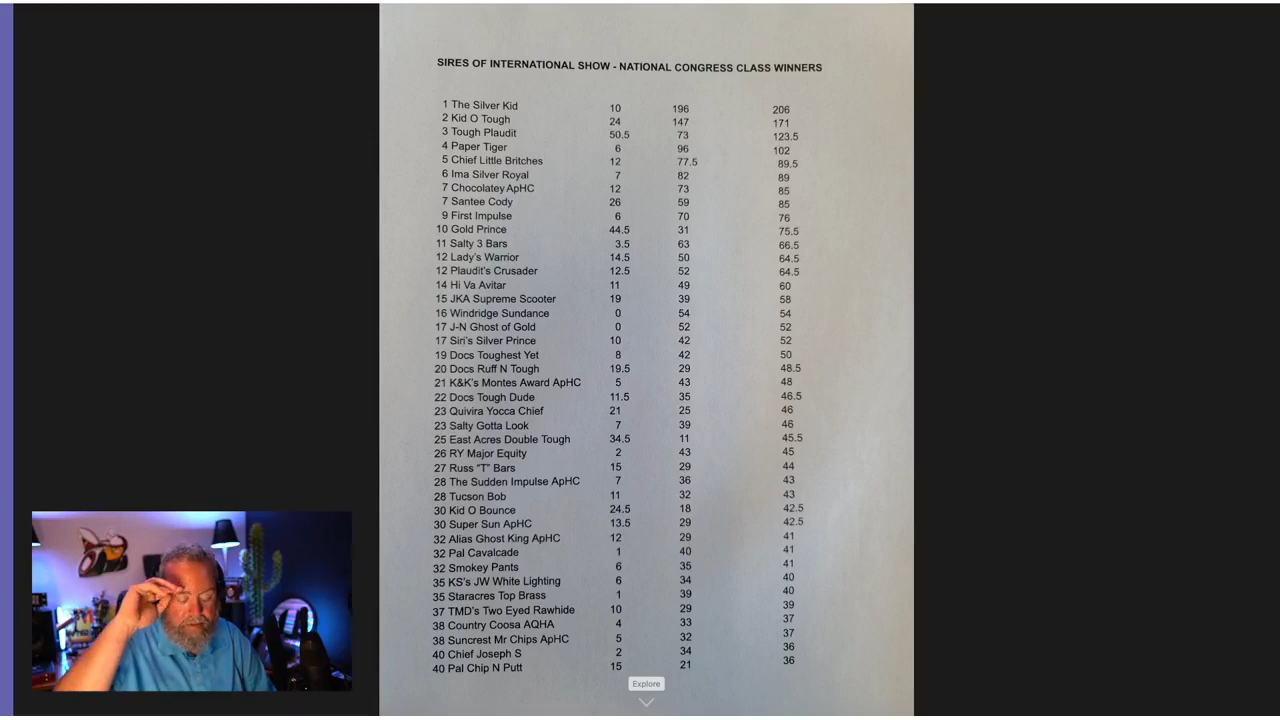 SIRES OF INTERNATIONAL SHOW - NATIONAL CONGRESS CLASS WINNERS
1 The Silver Kid 10 196 206
2 Kid O Tough 24 147 171
3 Tough Plaudit 50.5 73 123.5
4 Paper Tiger 6 96 102
5 Chief Little Britches 12 77.5 89.5
6 Ima Silver Royal 7 82 89
7 Chocolatey ApHC 12 73 85
7 Santee Cody 26 59 85
9 First Impulse 6 70 76
10 Gold Prince 44.5 31 75.5
11 Salty 3 Bars 3.5 63 66.5
12 Lady's Warrior 14.5 50 64.5
12 Plaudit's Crusader 12.5 52 64.5
14 Hi Va Avitar 11 49 60
15 JKA Supreme Scooter 19 39 58
16 Windridge Sundance 0 54 54
17 J-N Ghost of Gold 0 52 52
17 Siri's Silver Prince 10 42 52
19 Docs Toughest Yet 8 42 50
20 Docs Ruff N Tough 19.5 29 48.5
21 K&K's Montes Award ApHC 5 43 48
22 Docs Tough Dude 11.5 35 46.5
23 Quivira Yocca Chief 21 25 46
23 Salty Gotta Look 7 39 46
25 East Acres Double Tough 34.5 11 45.5
26 RY Major Equity 2 43 45
27 Russ "T" Bars 15 29 44
28 The Sudden Impulse ApHC 7 36 43
28 Tucson Bob 11 32 43
30 Kid O Bounce 24.5 18 42.5
30 Super Sun ApHC 13.5 29 42.5
32 Alias Ghost King ApHC 12 29 41
32 Pal Cavalcade 1 40 41
32 Smokey Pants 6 35 41
35 KS's JW White Lighting 6 34 40
35 Staracres Top Brass 1 39 40
37 TMD's Two Eyed Rawhide 10 29 39
38 Country Coosa AQHA 4 33 37
38 Suncrest Mr Chips ApHC 5 32 37
40 Chief Joseph S 2 34 36
40 Pal Chip N Putt 15 21 36
Explore